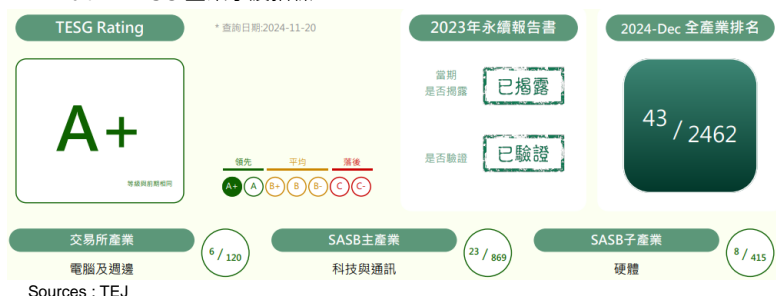 TESG Rating
* 查詢日期:2024-11-20
2023年永續報告書
2024-Dec 全產業排名
A+
等級與前期相同
領先 平均 落後
A+ A B+ B B- C C-
當期
是否揭露
已揭露
是否驗證
已驗證
43 / 2462
交易所產業
電腦及週邊
6 / 120
SASB主產業
科技與通訊
23 / 869
SASB子產業
硬體
8 / 415
Sources : TEJ